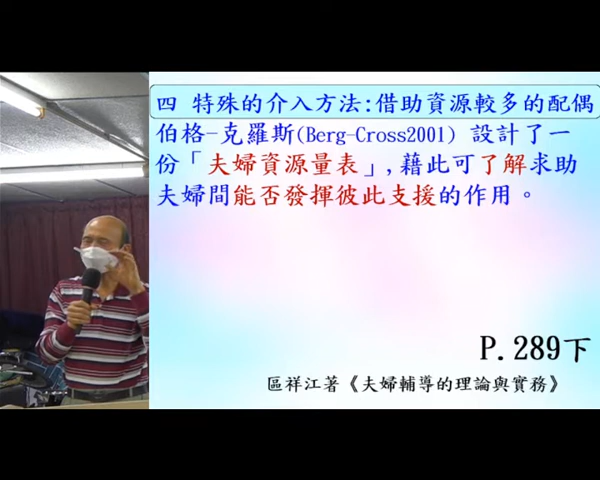 四 特殊的介入方法:借助資源較多的配偶
伯格-克羅斯(Berg-Cross2001) 設計了一
份「夫婦資源量表」,藉此可了解求助
夫婦間能否發揮彼此支援的作用。
P.289下
區祥江著《夫婦輔導的理論與實務》